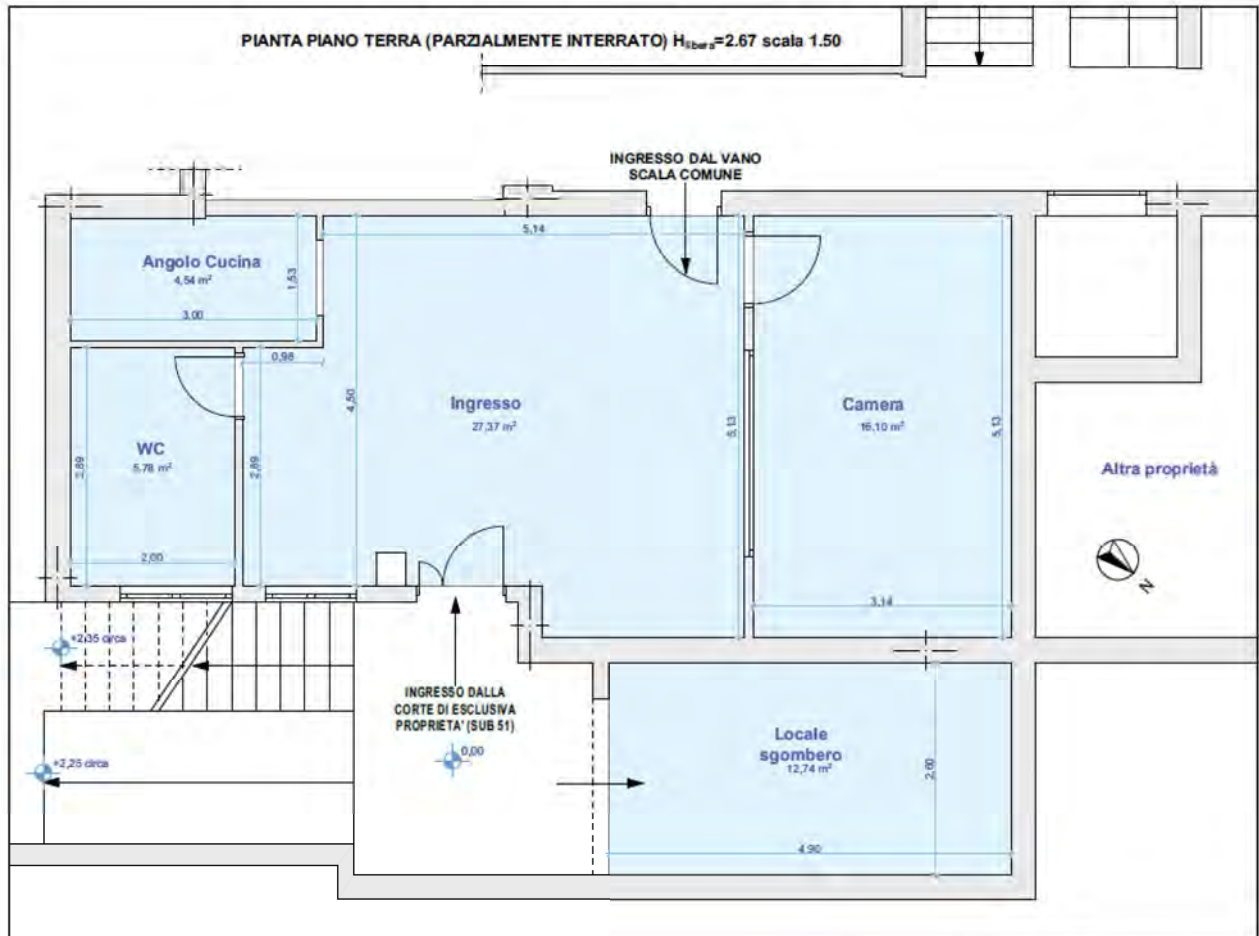 PIANTA PIANO TERRA (PARZIALMENTE INTERRATO) Hlibera=2.67 scala 1.50
INGRESSO DAL VANO
SCALA COMUNE
5,14
Angolo Cucina
4,54 m²
1,53
3,00
0,98
4,50
Ingresso
27,37 m²
5,13
Camera
16,10 m²
5,13
WC
5,78 m²
2,89
2,89
2,00
Altra proprietà
N
3,14
+2,35 circa
INGRESSO DALLA
CORTE DI ESCLUSIVA
PROPRIETA' (SUB 51)
0,00
+2,25 circa
Locale
sgombero
12,74 m²
2,60
4,90